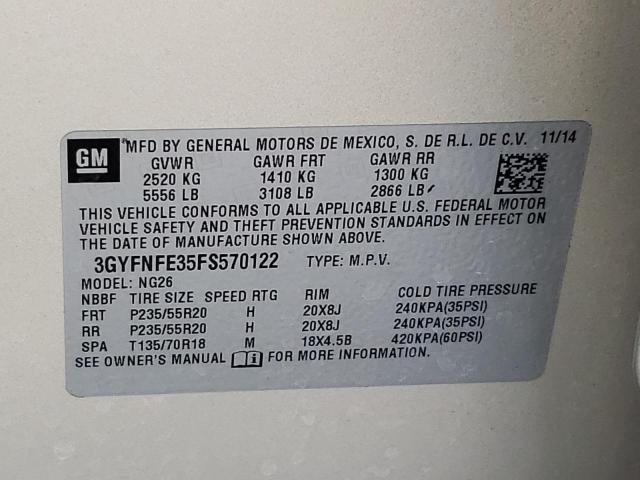 GM
MFD BY GENERAL MOTORS DE MEXICO, S. DE R.L. DE C.V. 11/14
GVWR GAWR FRT GAWR RR
2520 KG 1410 KG 1300 KG
5556 LB 3108 LB 2866 LB
THIS VEHICLE CONFORMS TO ALL APPLICABLE U.S. FEDERAL MOTOR
VEHICLE SAFETY AND THEFT PREVENTION STANDARDS IN EFFECT ON
THE DATE OF MANUFACTURE SHOWN ABOVE.
3GYFNFE35FS570122 TYPE: M.P.V.
MODEL: NG26
NBBF TIRE SIZE SPEED RTG RIM COLD TIRE PRESSURE
FRT P235/55R20 H 20X8J 240KPA(35PSI)
RR P235/55R20 H 20X8J 240KPA(35PSI)
SPA T135/70R18 M 18X4.5B 420KPA(60PSI)
SEE OWNER'S MANUAL FOR MORE INFORMATION.